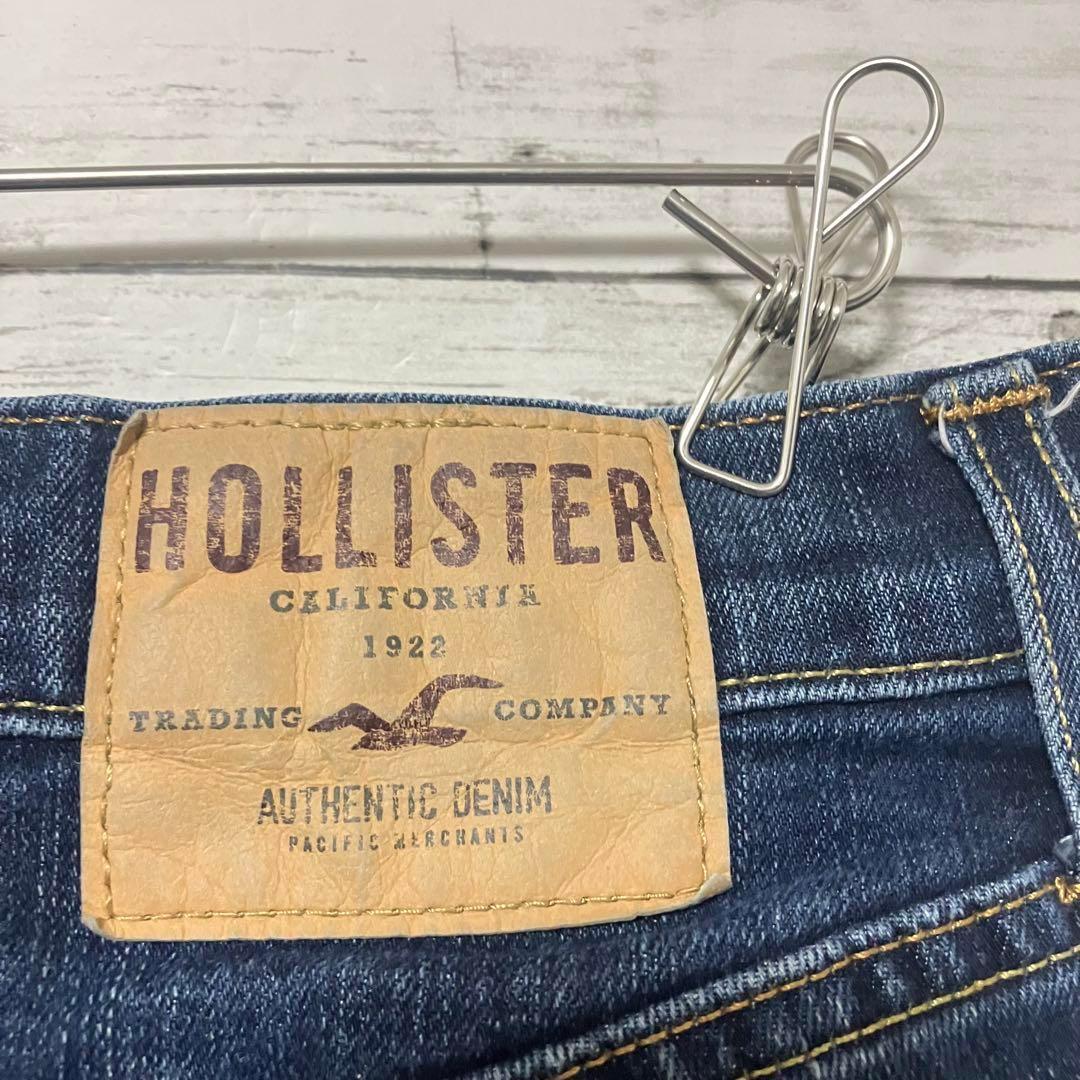 HOLLISTER
CALIFORNIA
1922
TRADING COMPANY
AUTHENTIC DENIM
PACIFIC MERCHANTS